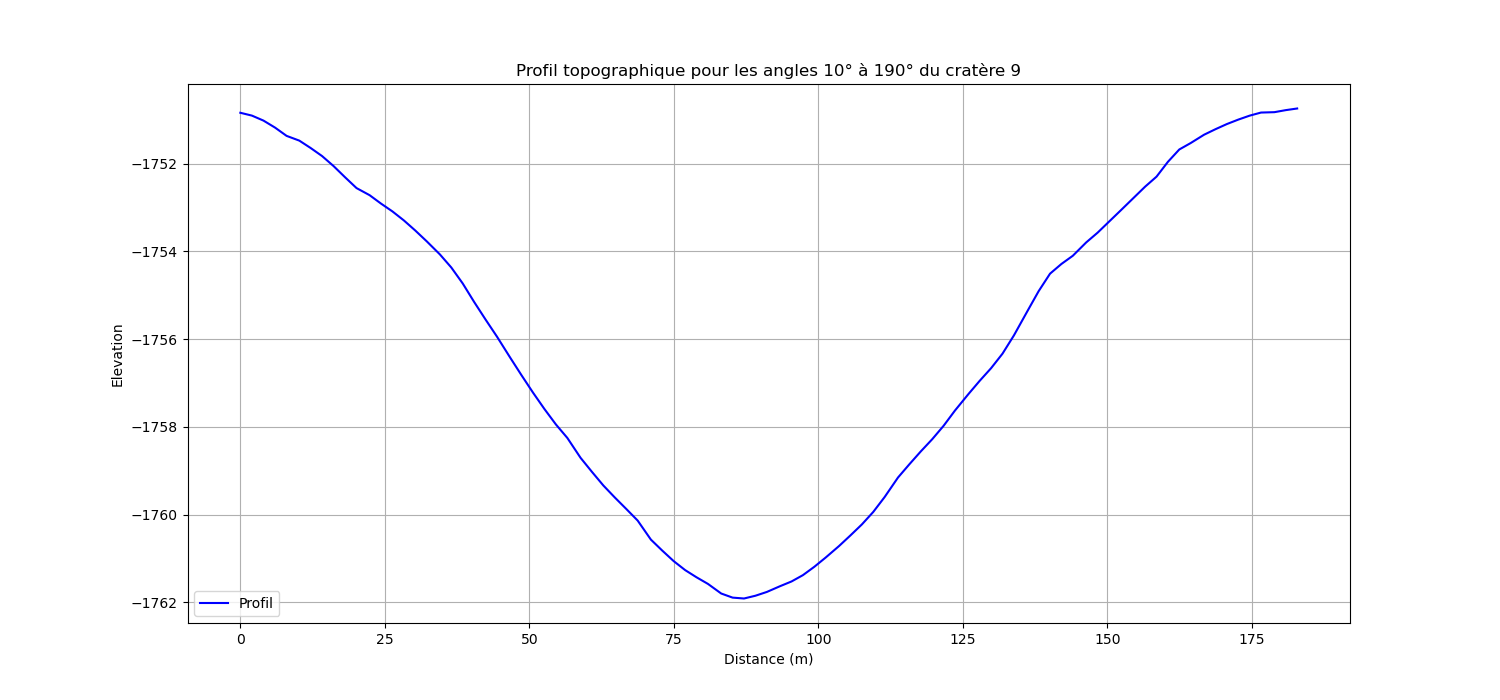 Profil topographique pour les angles 10° à 190° du cratère 9
−1752
−1754
−1756
−1758
−1760
−1762
Elevation
Profil
0 25 50 75 100 125 150 175
Distance (m)